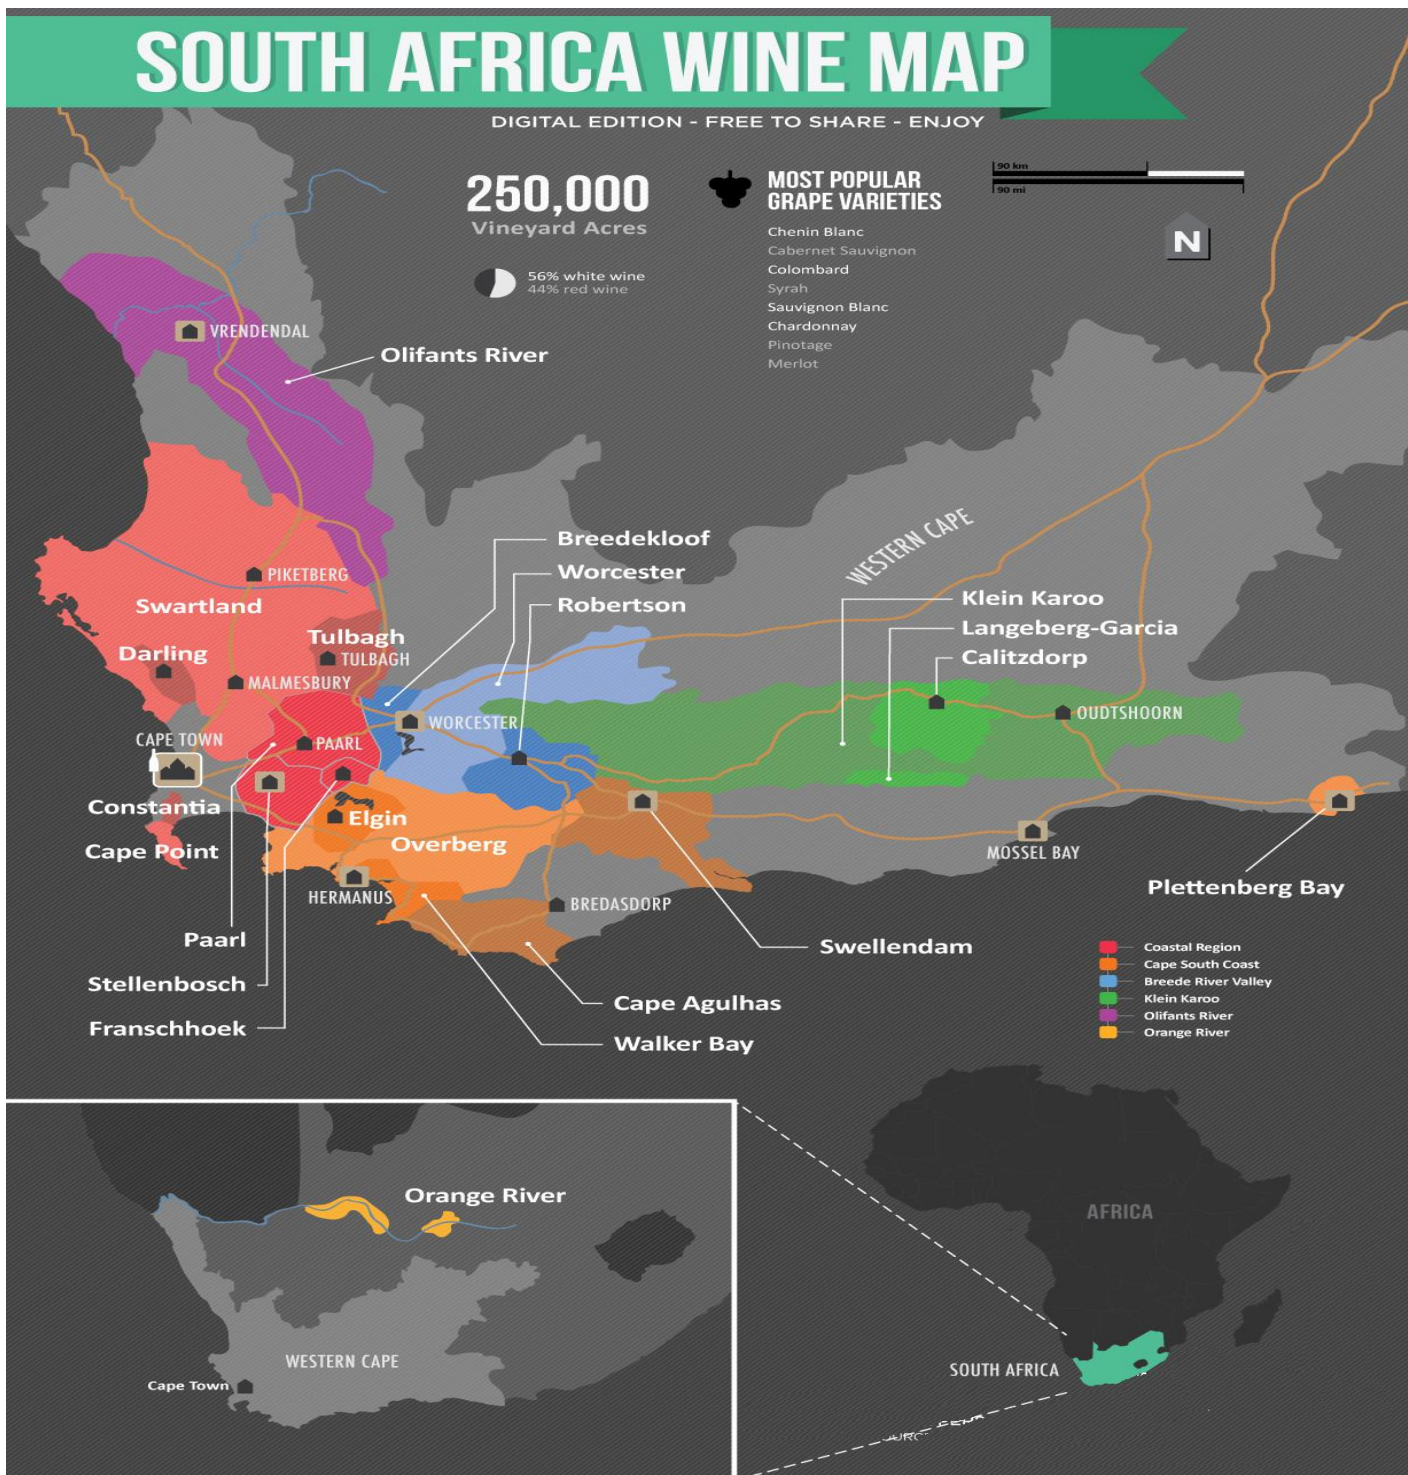 SOUTH AFRICA WINE MAP
DIGITAL EDITION - FREE TO SHARE - ENJOY
250,000
Vineyard Acres
56% white wine
44% red wine
MOST POPULAR
GRAPE VARIETIES
Chenin Blanc
Cabernet Sauvignon
Colombard
Syrah
Sauvignon Blanc
Chardonnay
Pinotage
Merlot
90 km
90 mi
N
VRENDENDAL
Olifants River
WESTERN CAPE
Breedekloof
Worcester
Robertson
PIKETBERG
Swartland
Tulbagh
TULBAGH
Darling
MALMESBURY
Klein Karoo
Langeberg-Garcia
Calitzdorp
WORCESTER
OUDTSHOORN
CAPE TOWN
PAARL
Constantia
Elgin
Cape Point
Overberg
MOSSEL BAY
HERMANUS
BREDASDORP
Plettenberg Bay
Paarl
Swellendam
Stellenbosch
Cape Agulhas
Franschhoek
Walker Bay
Coastal Region
Cape South Coast
Breede River Valley
Klein Karoo
Olifants River
Orange River
Orange River
WESTERN CAPE
Cape Town
AFRICA
SOUTH AFRICA